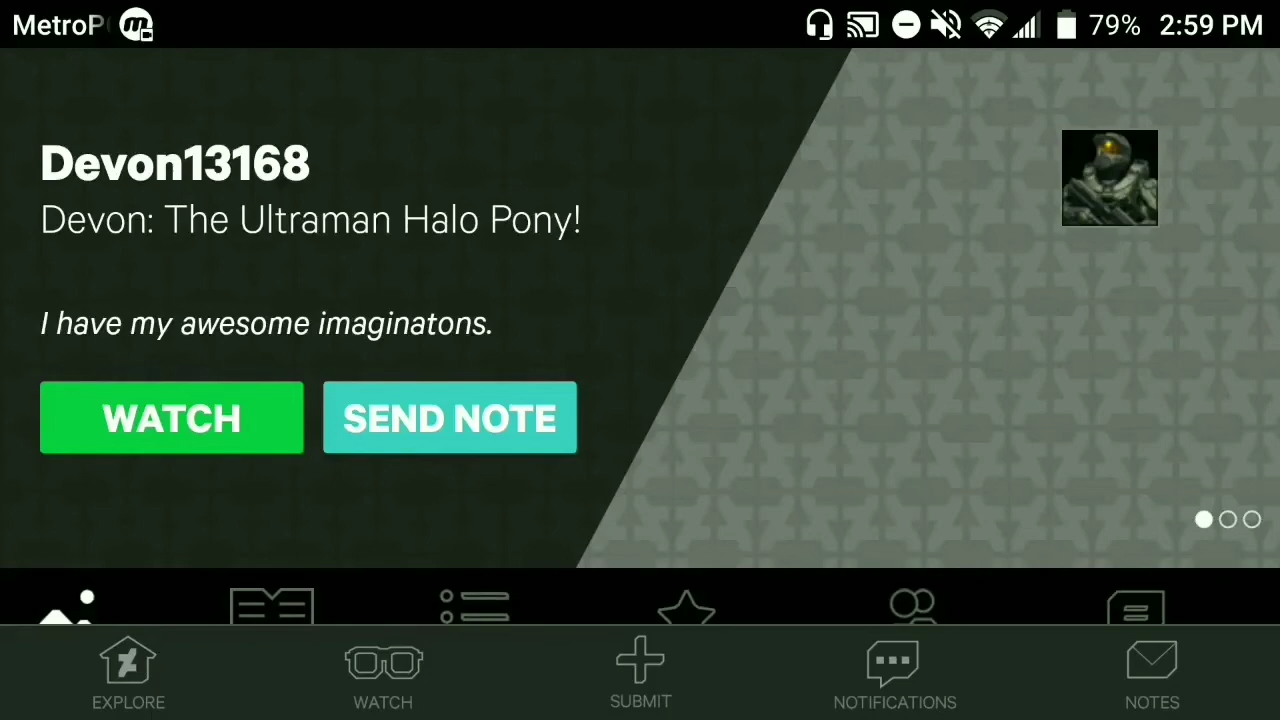 MetroP
79% 2:59 PM
Devon13168
Devon: The Ultraman Halo Pony!
I have my awesome imaginatons.
WATCH
SEND NOTE
EXPLORE
WATCH
SUBMIT
NOTIFICATIONS
NOTES